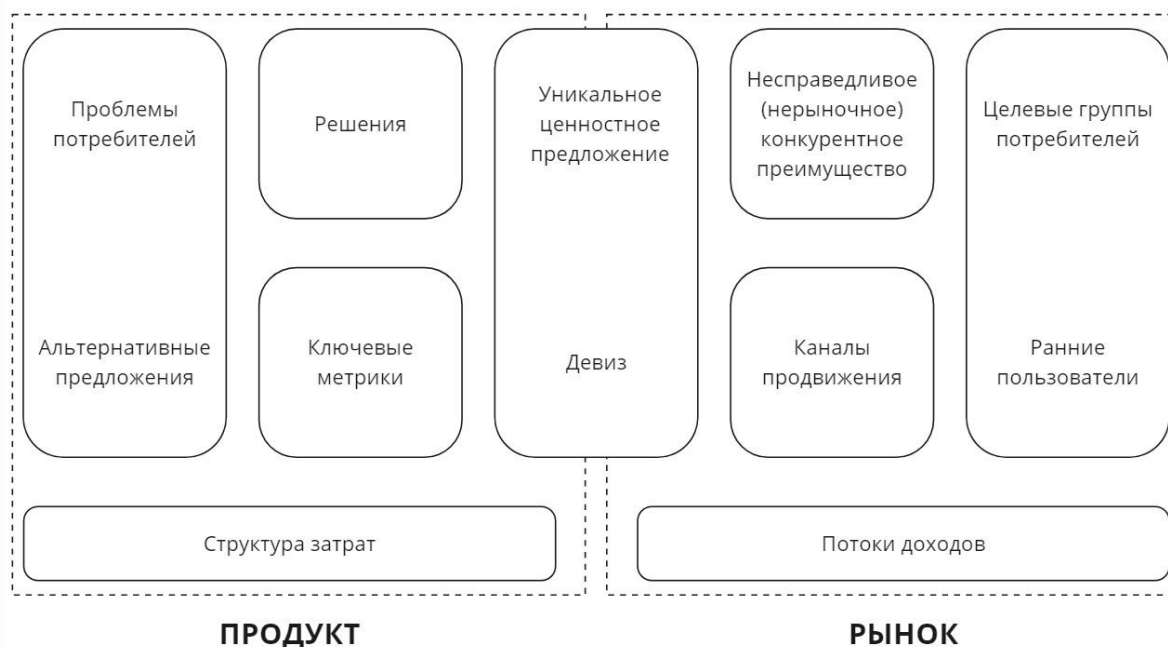 Проблемы
потребителей
Альтернативные
предложения
Решения
Ключевые
метрики
Уникальное
ценностное
предложение
Девиз
Несправедливое
(нерыночное)
конкурентное
преимущество
Каналы
продвижения
Целевые группы
потребителей
Ранние
пользователи
Структура затрат
Потоки доходов
ПРОДУКТ
РЫНОК